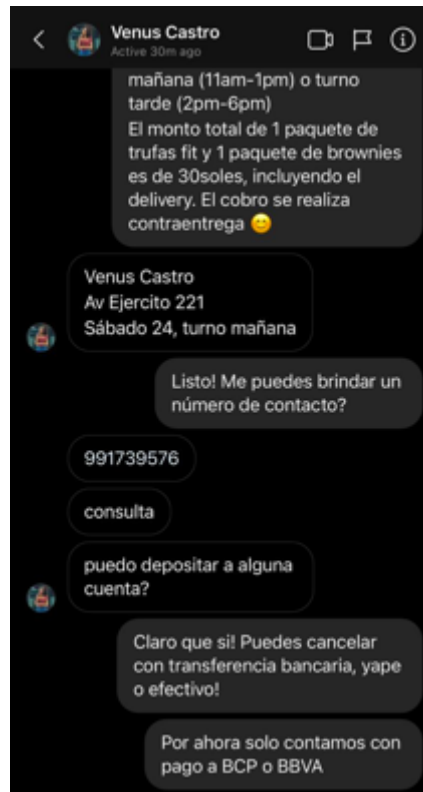 Venus Castro
Active 30m ago
mañana (11am-1pm) o turno
tarde (2pm-6pm)
El monto total de 1 paquete de
trufas fit y 1 paquete de brownies
es de 30soles, incluyendo el
delivery. El cobro se realiza
contraentrega 😊
Venus Castro
Av Ejercito 221
Sábado 24, turno mañana
Listo! Me puedes brindar un
número de contacto?
991739576
consulta
puedo depositar a alguna
cuenta?
Claro que si! Puedes cancelar
con transferencia bancaria, yape
o efectivo!
Por ahora solo contamos con
pago a BCP o BBVA